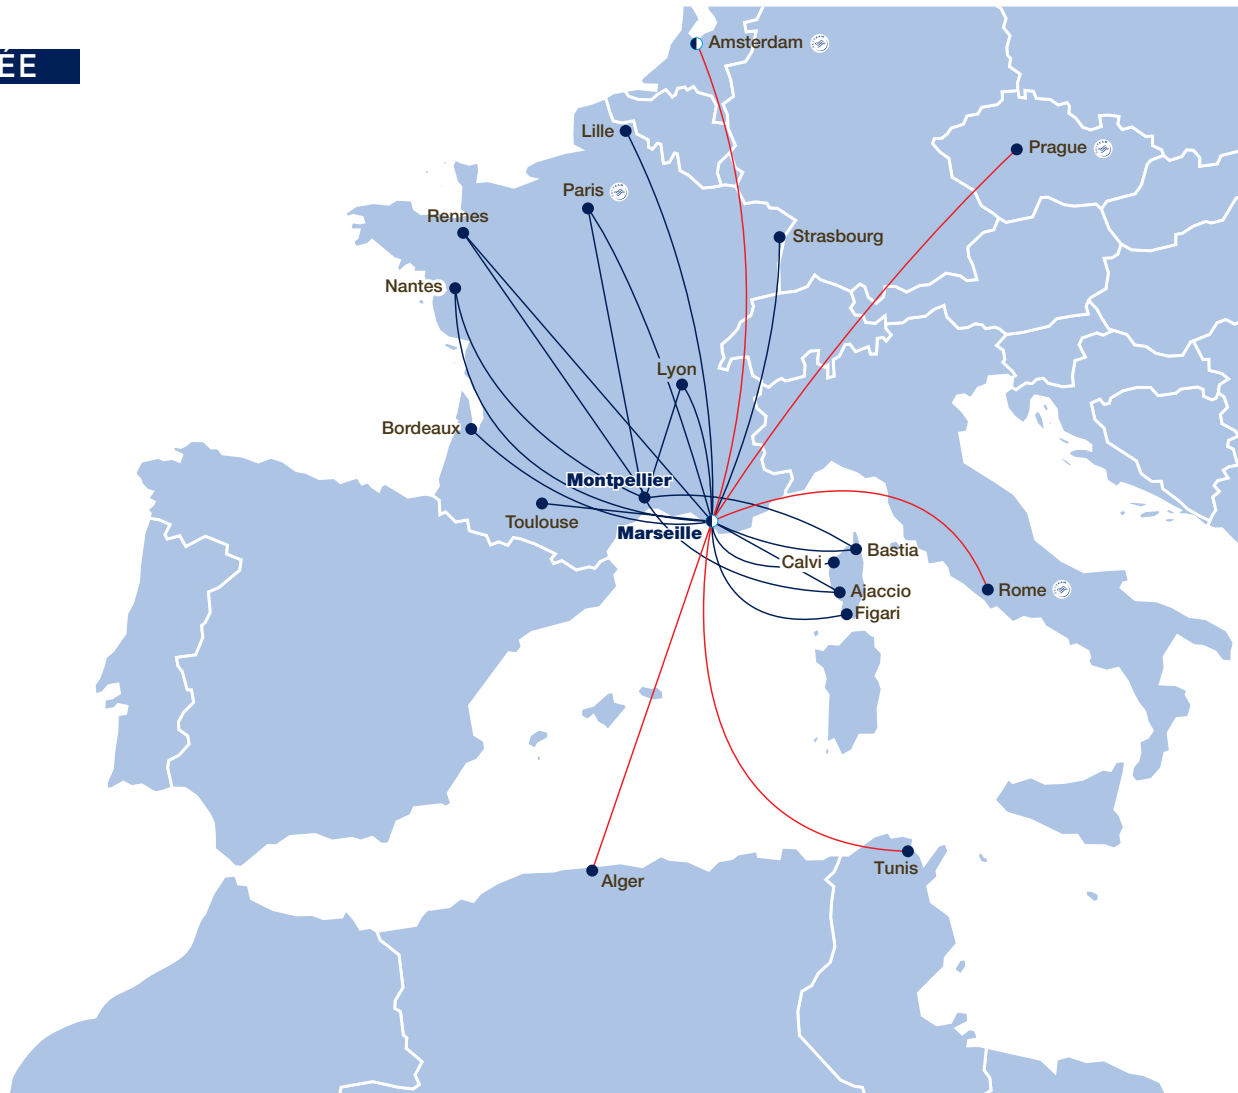 ÉE
Amsterdam
Lille
Prague
Paris
Rennes
Strasbourg
Nantes
Lyon
Bordeaux
Montpellier
Toulouse
Marseille
Bastia
Calvi
Ajaccio
Rome
Figari
Tunis
Alger